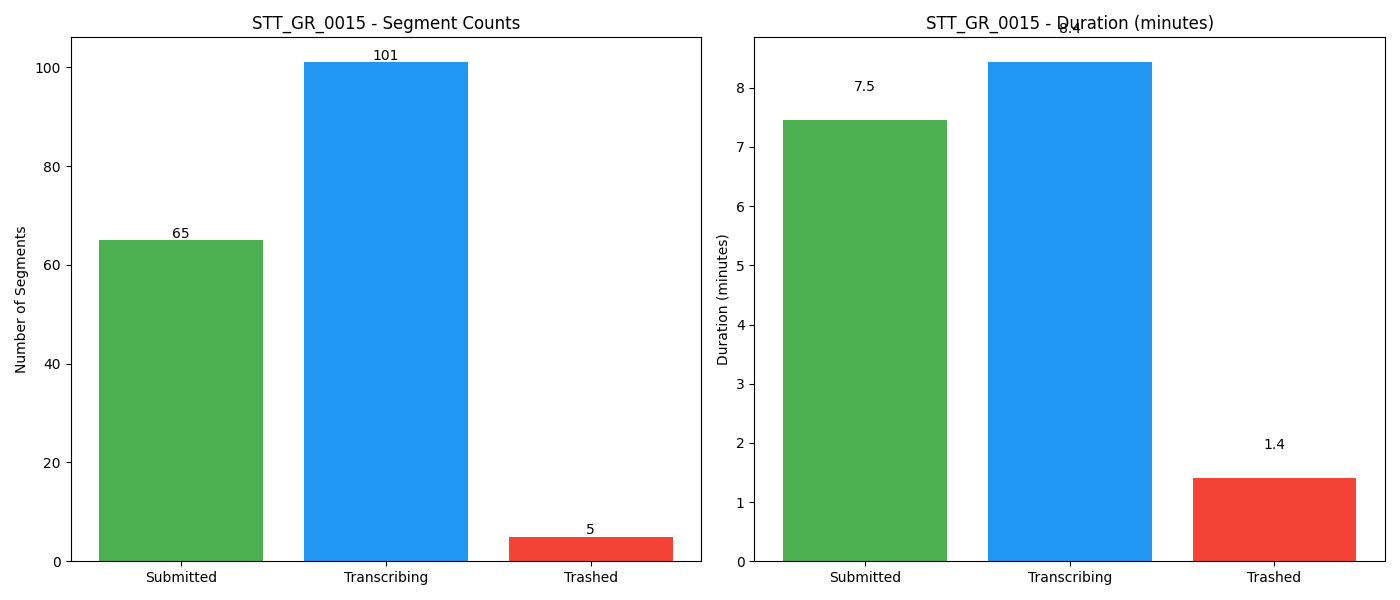 STT_GR_0015 - Segment Counts
Number of Segments
100
80
60
40
20
0
65
101
5
Submitted
Transcribing
Trashed
STT_GR_0015 - Duration (minutes)
Duration (minutes)
8
7
6
5
4
3
2
1
0
7.5
8.4
1.4
Submitted
Transcribing
Trashed